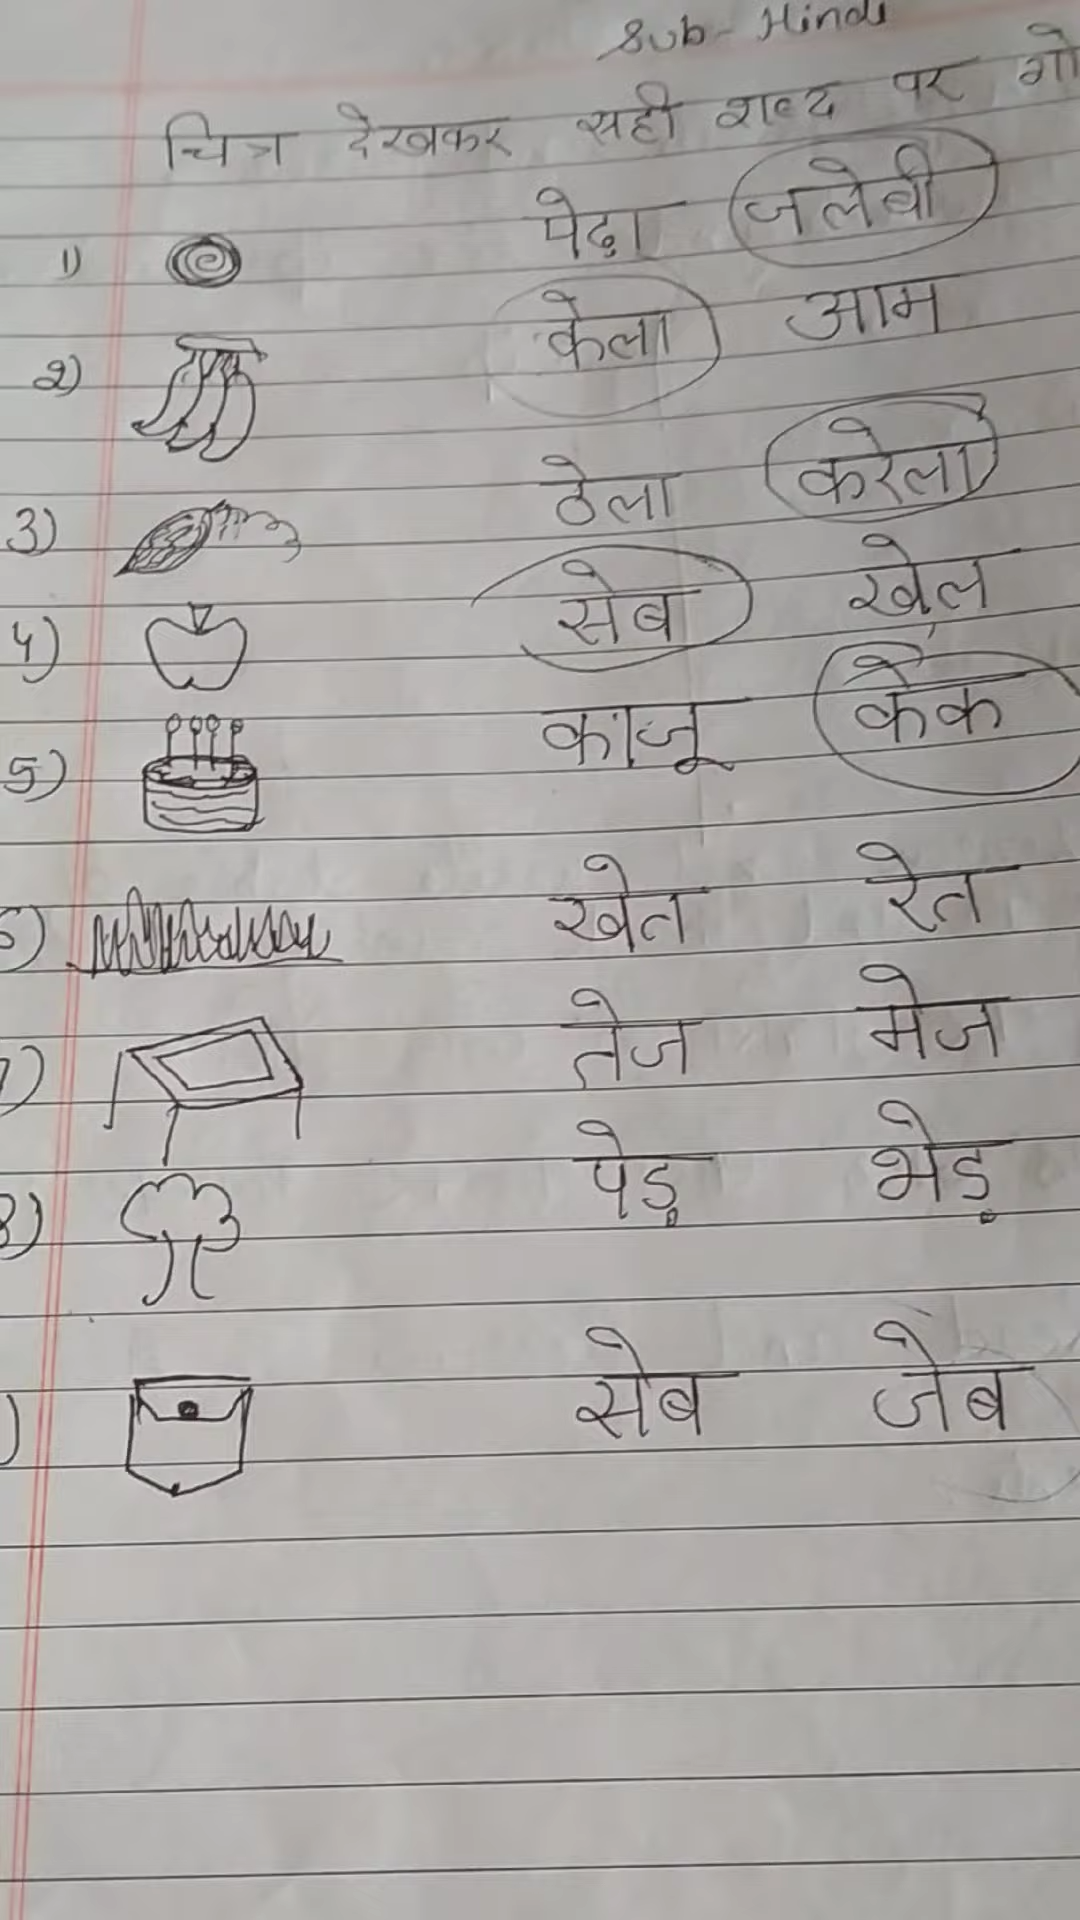 Sub- Hindi
चित्र देखकर सही शब्द पर
1) पेढ़ा जलेबी
2) केला आम
3) ठेला करेला
4) सेब खेल
5) काजू केक
6) खेत रेत
7) तेज मेज
8) पेड़ भेड़
) सेब जेब